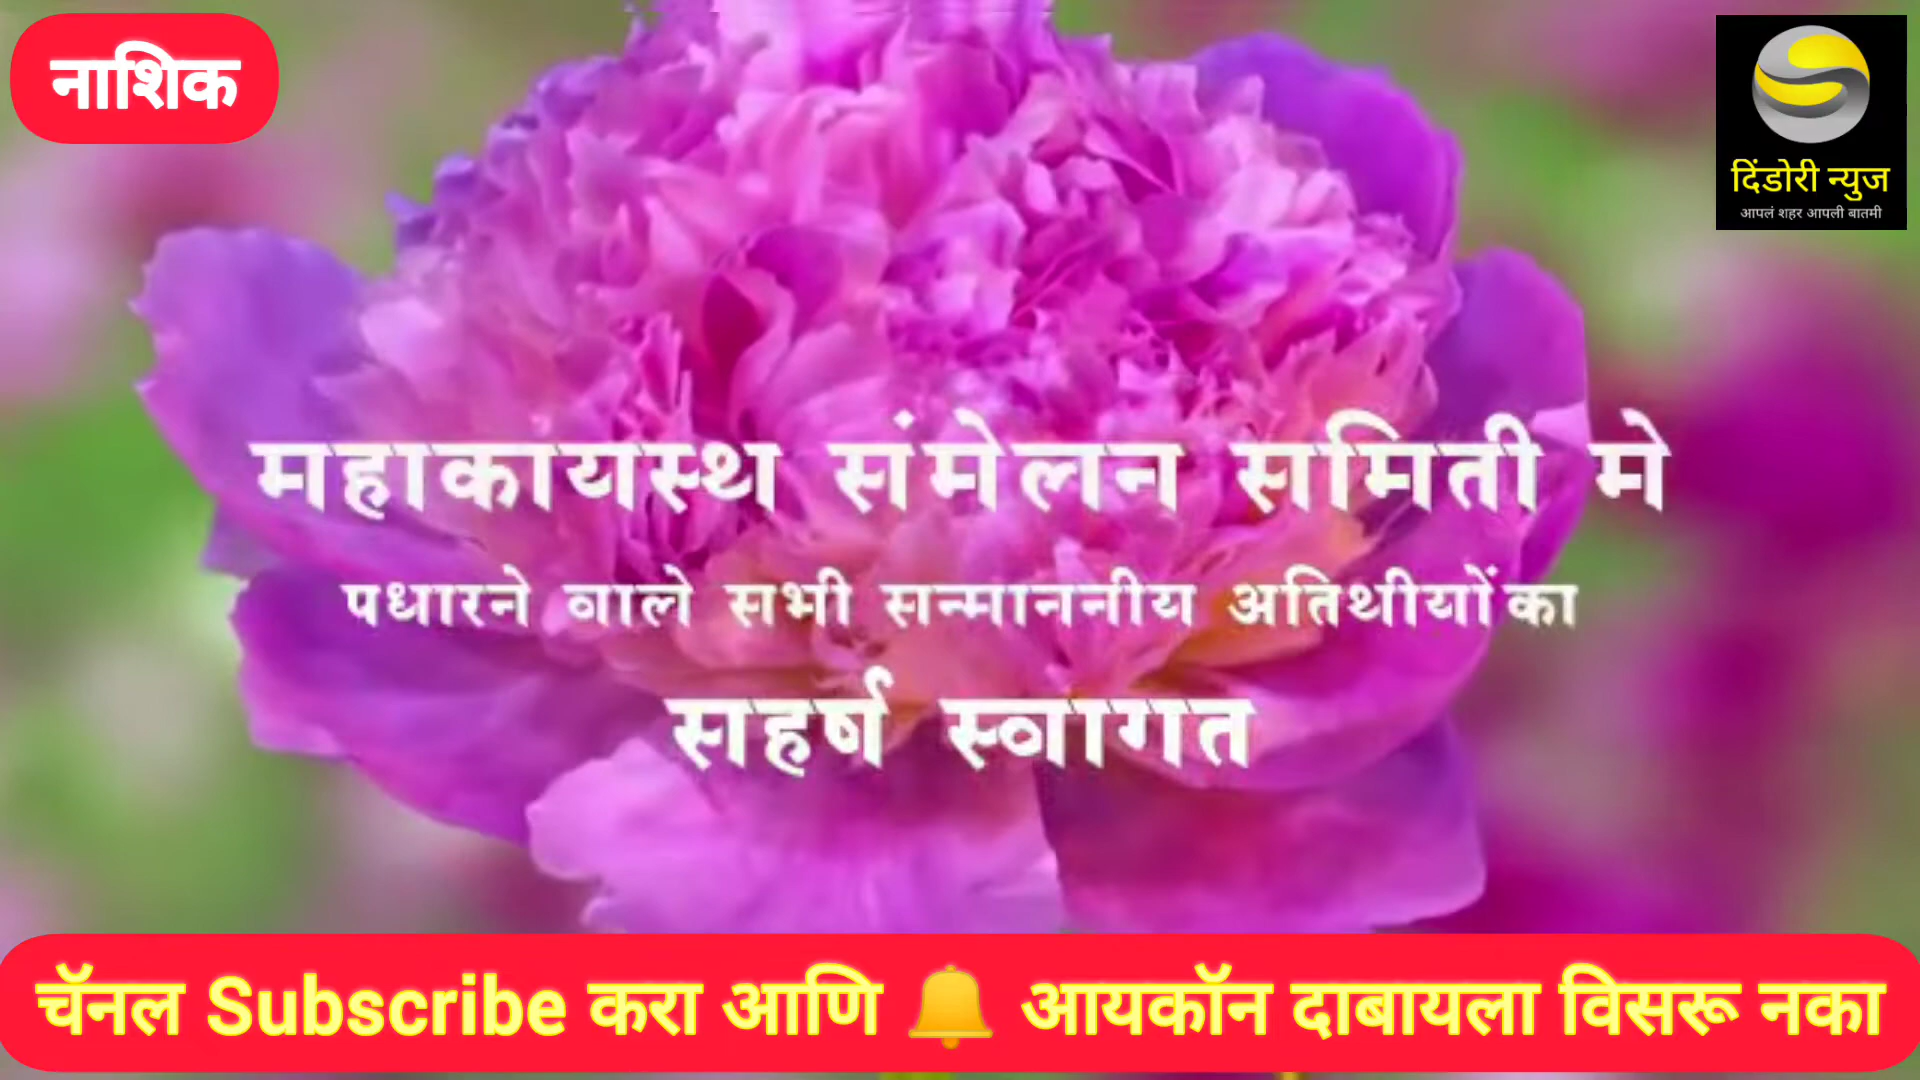 नाशिक
दिंडोरी न्युज
आपलं शहर आपली बातमी
महाकायस्थ संमेलन समिती मे
पधारने वाले सभी सन्माननीय अतिथीयों का
सहर्ष स्वागत
चॅनल Subscribe करा आणि 🔔 आयकॉन दाबायला विसरू नका